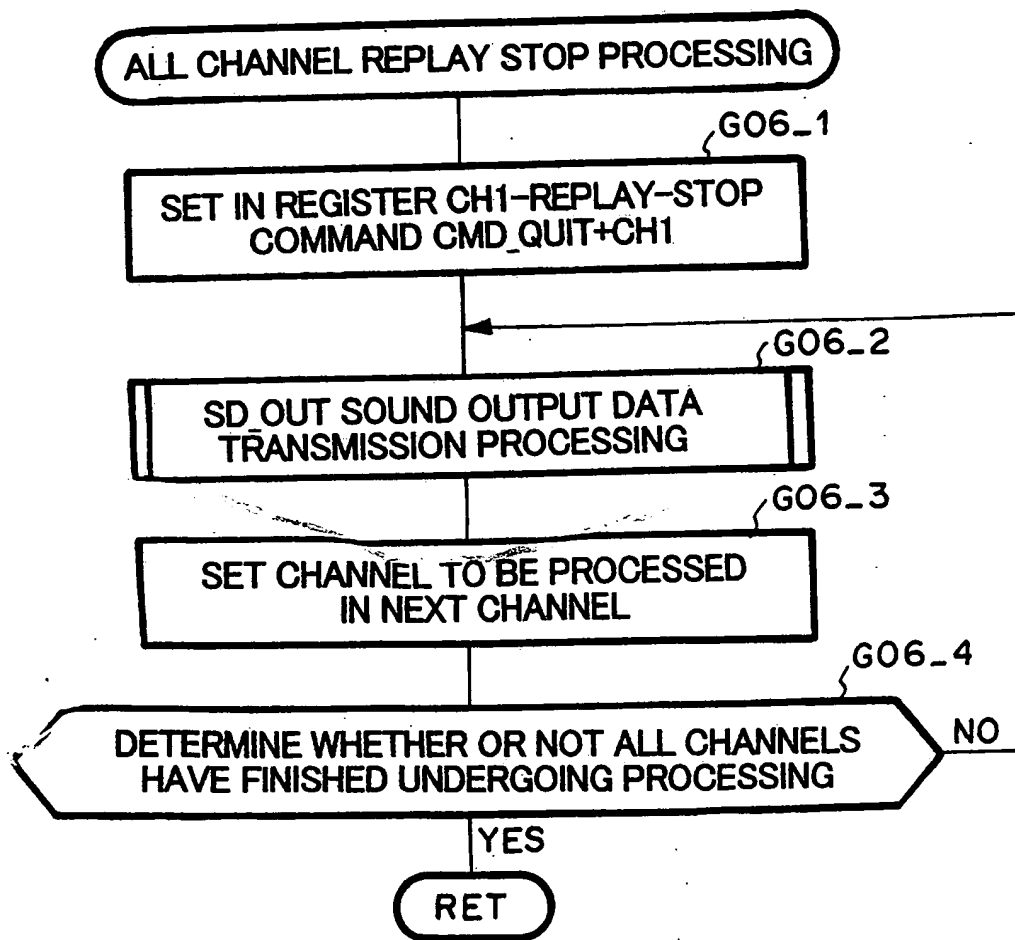 ALL CHANNEL REPLAY STOP PROCESSING
G06_1
SET IN REGISTER CH1-REPLAY-STOP
COMMAND CMD_QUIT+CH1
G06_2
SD_OUT SOUND OUTPUT DATA
TRANSMISSION PROCESSING
G06_3
SET CHANNEL TO BE PROCESSED
IN NEXT CHANNEL
G06_4
DETERMINE WHETHER OR NOT ALL CHANNELS
HAVE FINISHED UNDERGOING PROCESSING
NO
YES
RET